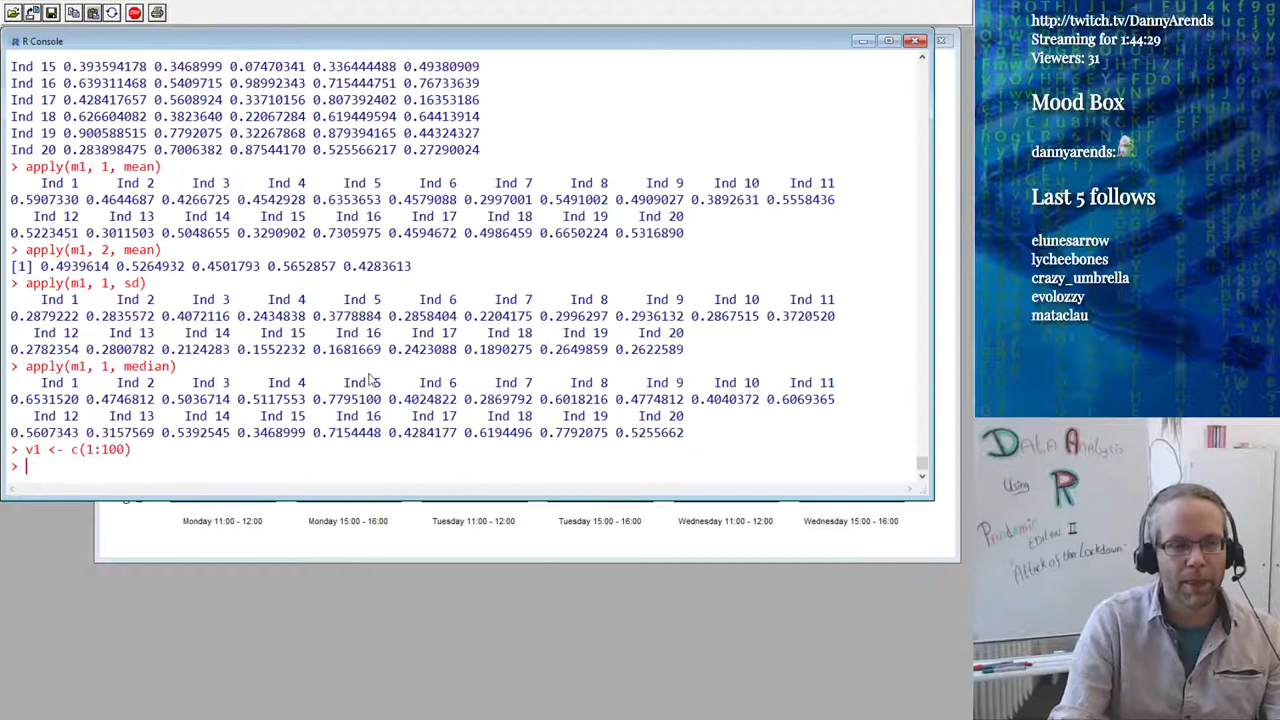 http://twitch.tv/DannyArends
Streaming for 1:44:29
Viewers: 31
Mood Box
dannyarends:
Last 5 follows
elunesarrow
lycheebones
crazy_umbrella
evolozzy
mataclau
R Console
Ind 15 0.393594178 0.3468999 0.07470341 0.316444438 0.49380909
Ind 16 0.639311468 0.5409715 0.98992343 0.715444751 0.76733639
Ind 17 0.428417657 0.5608924 0.33710156 0.807392402 0.16353186
Ind 18 0.626604082 0.3823640 0.22067284 0.619449594 0.64413914
Ind 19 0.900588515 0.7792075 0.32267868 0.879394165 0.44324327
Ind 20 0.283898475 0.7006382 0.87544170 0.525566217 0.27290024
> apply(m1, 1, mean)
Ind 1 Ind 2 Ind 3 Ind 4 Ind 5 Ind 6 Ind 7 Ind 8 Ind 9 Ind 10 Ind 11
0.5907330 0.4644687 0.4266725 0.4542928 0.6353653 0.4579088 0.2997001 0.5491002 0.4909027 0.3892631 0.5558436
Ind 12 Ind 13 Ind 14 Ind 15 Ind 16 Ind 17 Ind 18 Ind 19 Ind 20
0.5223451 0.3011503 0.5048655 0.3290902 0.7305975 0.4594672 0.4986459 0.6650224 0.5316890
> apply(m1, 2, mean)
[1] 0.4939614 0.5264932 0.4501793 0.5652857 0.4283613
> apply(m1, 1, sd)
Ind 1 Ind 2 Ind 3 Ind 4 Ind 5 Ind 6 Ind 7 Ind 8 Ind 9 Ind 10 Ind 11
0.2879222 0.2835572 0.4072116 0.2434838 0.3778884 0.2858404 0.2204175 0.2996297 0.2936132 0.2867515 0.3720520
Ind 12 Ind 13 Ind 14 Ind 15 Ind 16 Ind 17 Ind 18 Ind 19 Ind 20
0.2782354 0.2800782 0.2124283 0.1552232 0.1681669 0.2423088 0.1890275 0.2649859 0.2622589
> apply(m1, 1, median)
Ind 1 Ind 2 Ind 3 Ind 4 Ind 5 Ind 6 Ind 7 Ind 8 Ind 9 Ind 10 Ind 11
0.6531520 0.4746812 0.5036714 0.5117553 0.7795100 0.4024822 0.2869792 0.6018216 0.4774812 0.4040372 0.6069365
Ind 12 Ind 13 Ind 14 Ind 15 Ind 16 Ind 17 Ind 18 Ind 19 Ind 20
0.5607343 0.3157569 0.5392545 0.3468999 0.7154448 0.4284177 0.6194496 0.7792075 0.5255662
> v1 <- c(1:100)
>
Monday 11:00 - 12:00 Monday 15:00 - 16:00 Tuesday 11:00 - 12:00 Tuesday 15:00 - 16:00 Wednesday 11:00 - 12:00 Wednesday 15:00 - 16:00
DATA ANALYSIS
Using R
Pandemic
EDITION II
"Attack of the Lockdown"